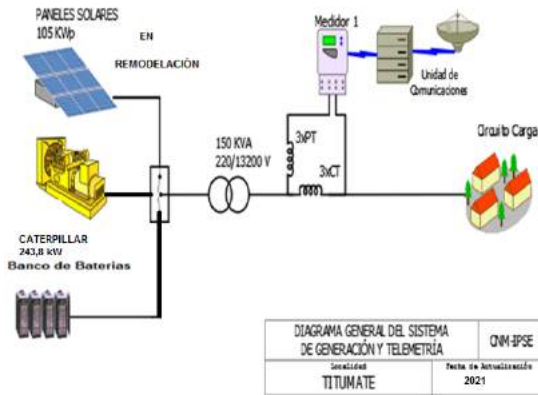 PANELES SOLARES
105 KWp
EN
REMODELACIÓN
Medidor 1
Unidad de
Comunicaciones
3xPT
3xCT
150 KVA
220/13200 V
Circuito Carga
CATERPILLAR
243,8 kW
Banco de Baterias
DIAGRAMA GENERAL DEL SISTEMA
DE GENERACIÓN Y TELEMETRÍA
CNM-IPSE
Localidad
TITUMATE
Fecha de Actualización
2021